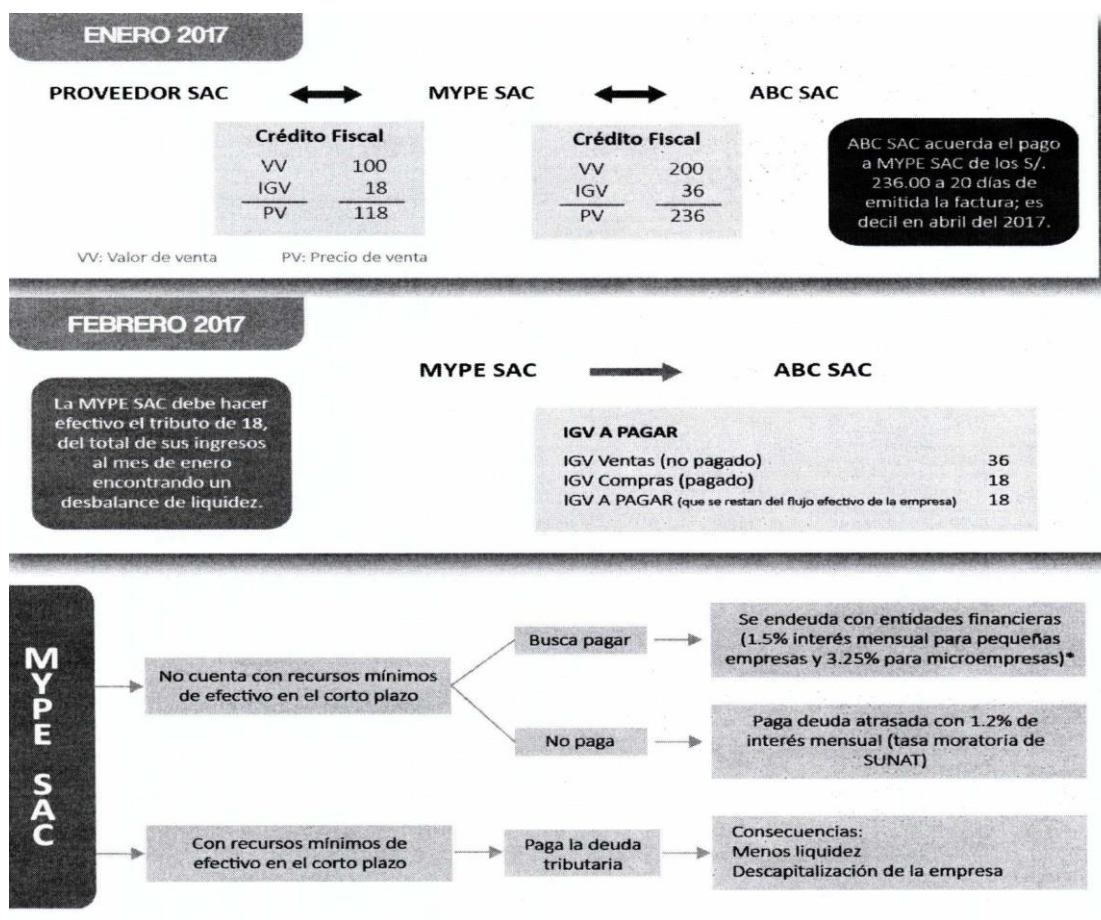 ENERO 2017
PROVEEDOR SAC
MYPE SAC
ABC SAC
Crédito Fiscal
VV 100
IGV 18
PV 118
Crédito Fiscal
VV 200
IGV 36
PV 236
ABC SAC acuerda el pago
a MYPE SAC de los S/.
236.00 a 20 días de
emitida la factura; es
decil en abril del 2017.
VV: Valor de venta
PV: Precio de venta
FEBRERO 2017
MYPE SAC
ABC SAC
La MYPE SAC debe hacer
efectivo el tributo de 18,
del total de sus ingresos
al mes de enero
encontrando un
desbalance de liquidez.
IGV A PAGAR
IGV Ventas (no pagado) 36
IGV Compras (pagado) 18
IGV A PAGAR (que se restan del flujo efectivo de la empresa) 18
MYPE SAC
No cuenta con recursos mínimos
de efectivo en el corto plazo
Busca pagar
Se endeuda con entidades financieras
(1.5% interés mensual para pequeñas
empresas y 3.25% para microempresas)*
No paga
Paga deuda atrasada con 1.2% de
interés mensual (tasa moratoria de
SUNAT)
Con recursos mínimos de
efectivo en el corto plazo
Paga la deuda
tributaria
Consecuencias:
Menos liquidez
Descapitalización de la empresa